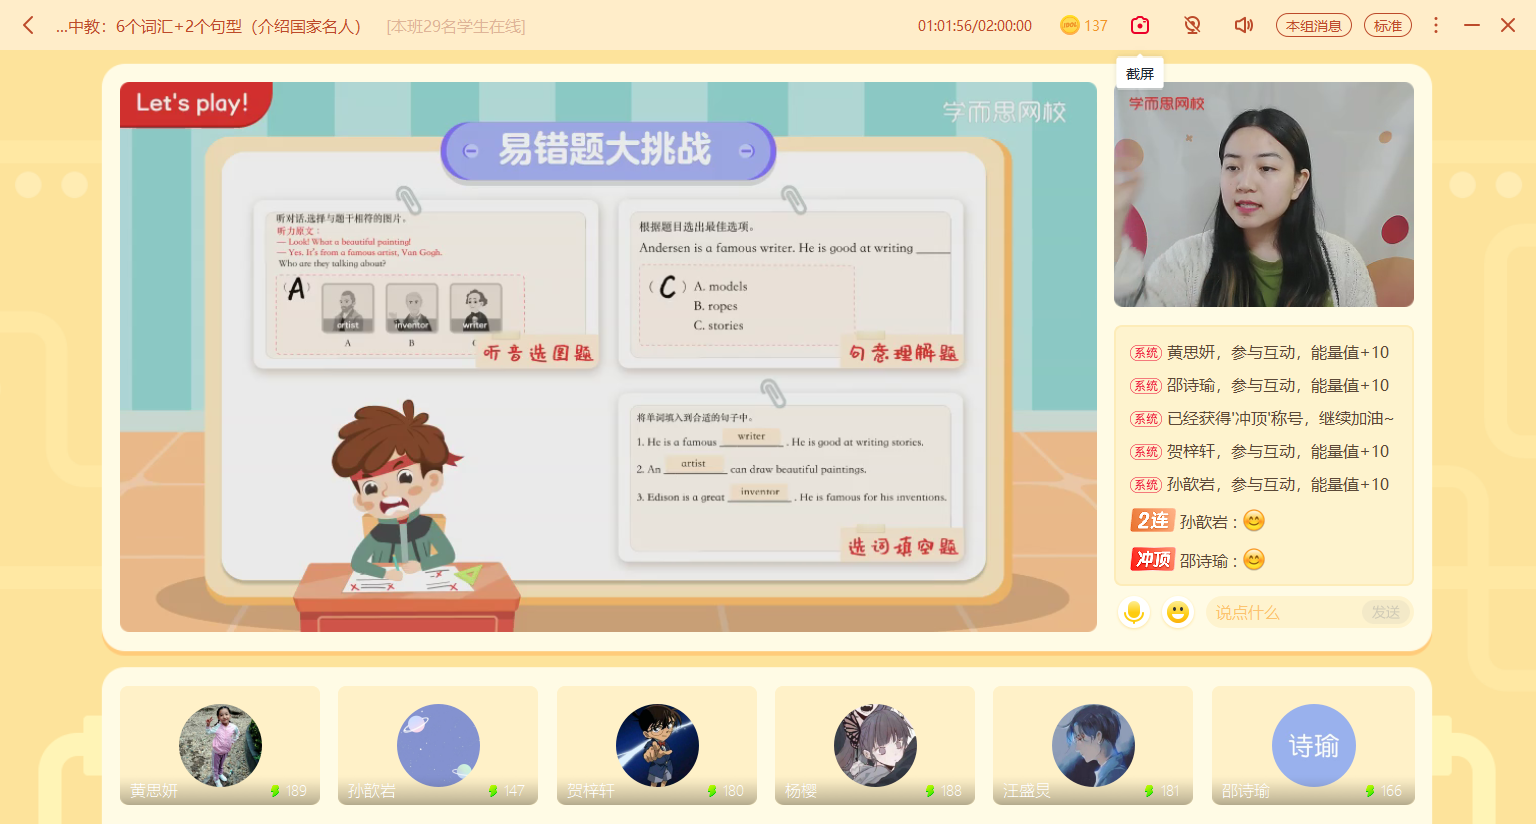 ...中教：6个词汇+2个句型（介绍国家名人）
[本班29名学生在线]
01:01:56/02:00:00
100%
137
本组消息
标准
截屏
Let's play!
学而思网校
易错题大挑战
听对话,选择与题干相符的图片。
听力原文：
— Look! What a beautiful painting!
— Yes. It's from a famous artist, Van Gogh.
Who are they talking about?
( A )
artist
inventor
writer
A
B
C
听音选图题
根据题目选出最佳选项。
Andersen is a famous writer. He is good at writing ______
( C ) A. models
B. ropes
C. stories
句意理解题
将单词填入到合适的句子中。
1. He is a famous writer . He is good at writing stories.
2. An artist can draw beautiful paintings.
3. Edison is a great inventor . He is famous for his inventions.
选词填空题
学而思网校
系统 黄思妍，参与互动，能量值+10
系统 邵诗瑜，参与互动，能量值+10
系统 已经获得'冲顶'称号，继续加油~
系统 贺梓轩，参与互动，能量值+10
系统 孙歆岩，参与互动，能量值+10
2连 孙歆岩：😊
冲顶 邵诗瑜：😊
说点什么
发送
黄思妍 189
孙歆岩 147
贺梓轩 180
杨樱 188
汪盛炅 181
诗瑜
邵诗瑜 166